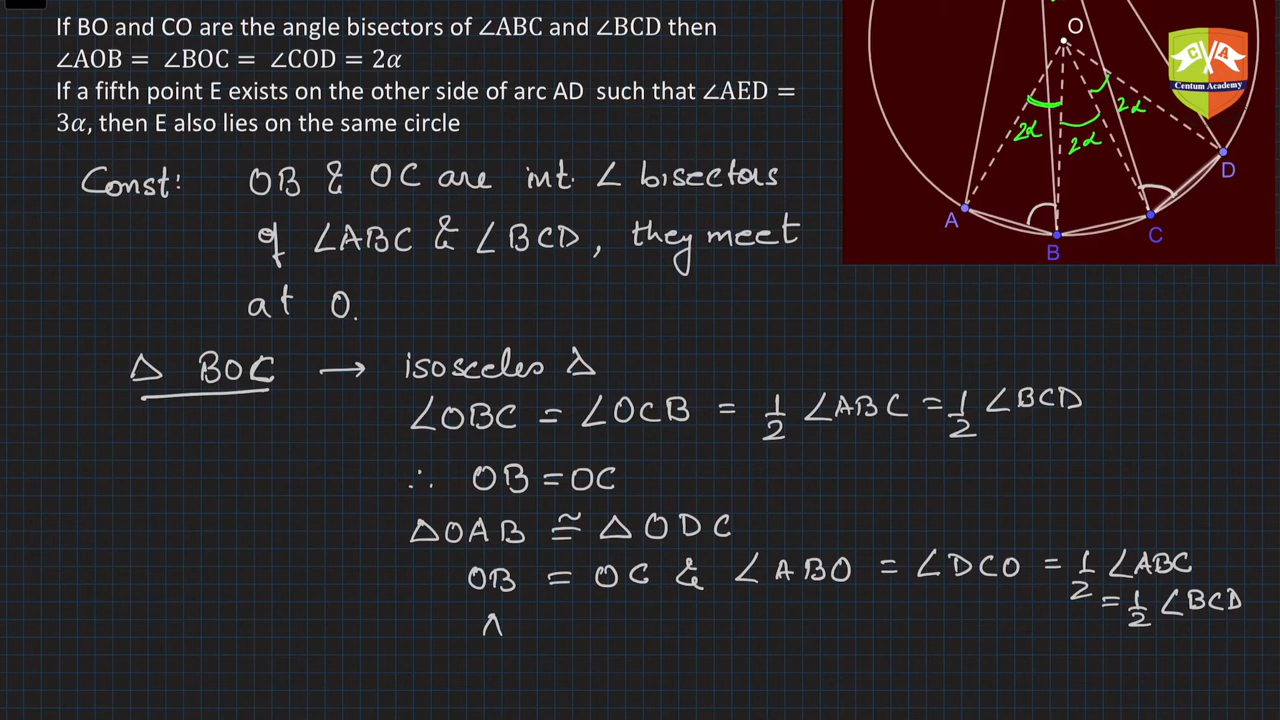 If BO and CO are the angle bisectors of ∠ABC and ∠BCD then
∠AOB = ∠BOC = ∠COD = 2α
If a fifth point E exists on the other side of arc AD such that ∠AED =
3α, then E also lies on the same circle
Const: OB & OC are int. ∠ bisectors
of ∠ABC & ∠BCD, they meet
at O.
Δ BOC → isosceles Δ
∠OBC = ∠OCB = 1/2 ∠ABC = 1/2 ∠BCD
∴ OB = OC
ΔOAB ≅ ΔODC
OB = OC & ∠ABO = ∠DCO = 1/2 ∠ABC
= 1/2 ∠BCD
O
2α
2α
2α
A
B
C
D
C A
Centum Academy